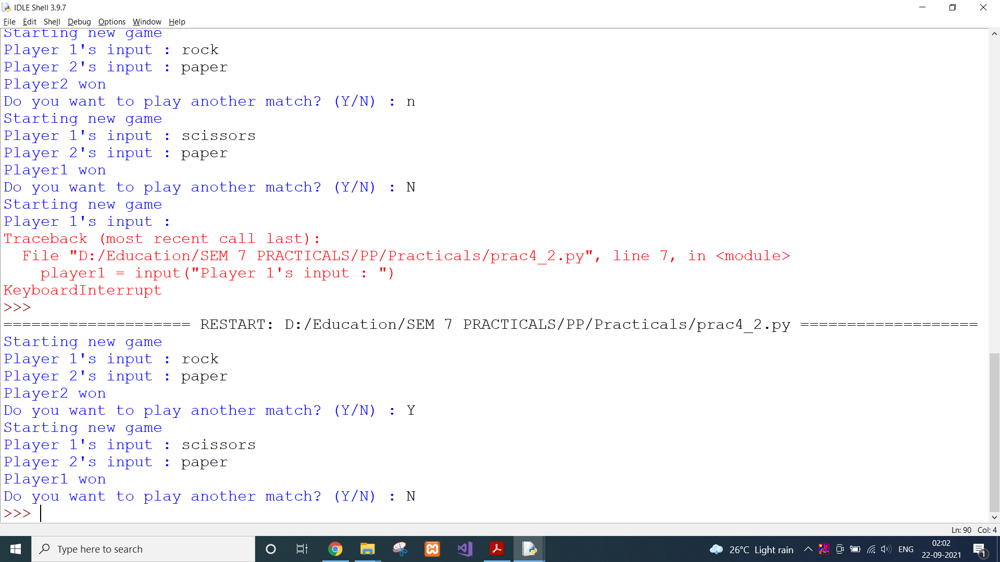 IDLE Shell 3.9.7
File Edit Shell Debug Options Window Help
Starting new game
Player 1's input : rock
Player 2's input : paper
Player2 won
Do you want to play another match? (Y/N) : n
Starting new game
Player 1's input : scissors
Player 2's input : paper
Player1 won
Do you want to play another match? (Y/N) : N
Starting new game
Player 1's input :
Traceback (most recent call last):
  File "D:/Education/SEM 7 PRACTICALS/PP/Practicals/prac4_2.py", line 7, in <module>
    player1 = input("Player 1's input : ")
KeyboardInterrupt
>>>
==================== RESTART: D:/Education/SEM 7 PRACTICALS/PP/Practicals/prac4_2.py ===================
Starting new game
Player 1's input : rock
Player 2's input : paper
Player2 won
Do you want to play another match? (Y/N) : Y
Starting new game
Player 1's input : scissors
Player 2's input : paper
Player1 won
Do you want to play another match? (Y/N) : N
>>>
Ln: 90 Col: 4
Type here to search
26°C Light rain
ENG
02:02
22-09-2021
1